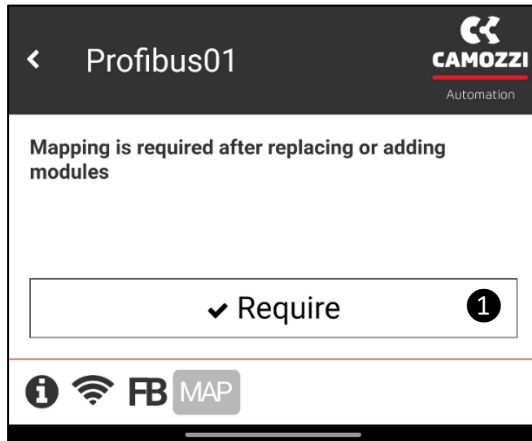 Profibus01
CAMOZZI
Automation
Mapping is required after replacing or adding
modules
✔ Require
1
FB MAP